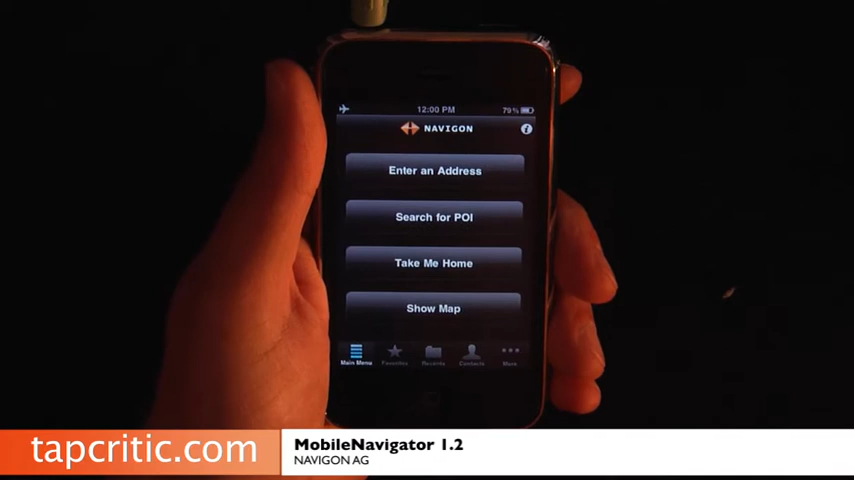 12:00 PM 79%
NAVIGON
Enter an Address
Search for POI
Take Me Home
Show Map
Main Menu Favorites Recents Contacts More
tapcritic.com
MobileNavigator 1.2
NAVIGON AG